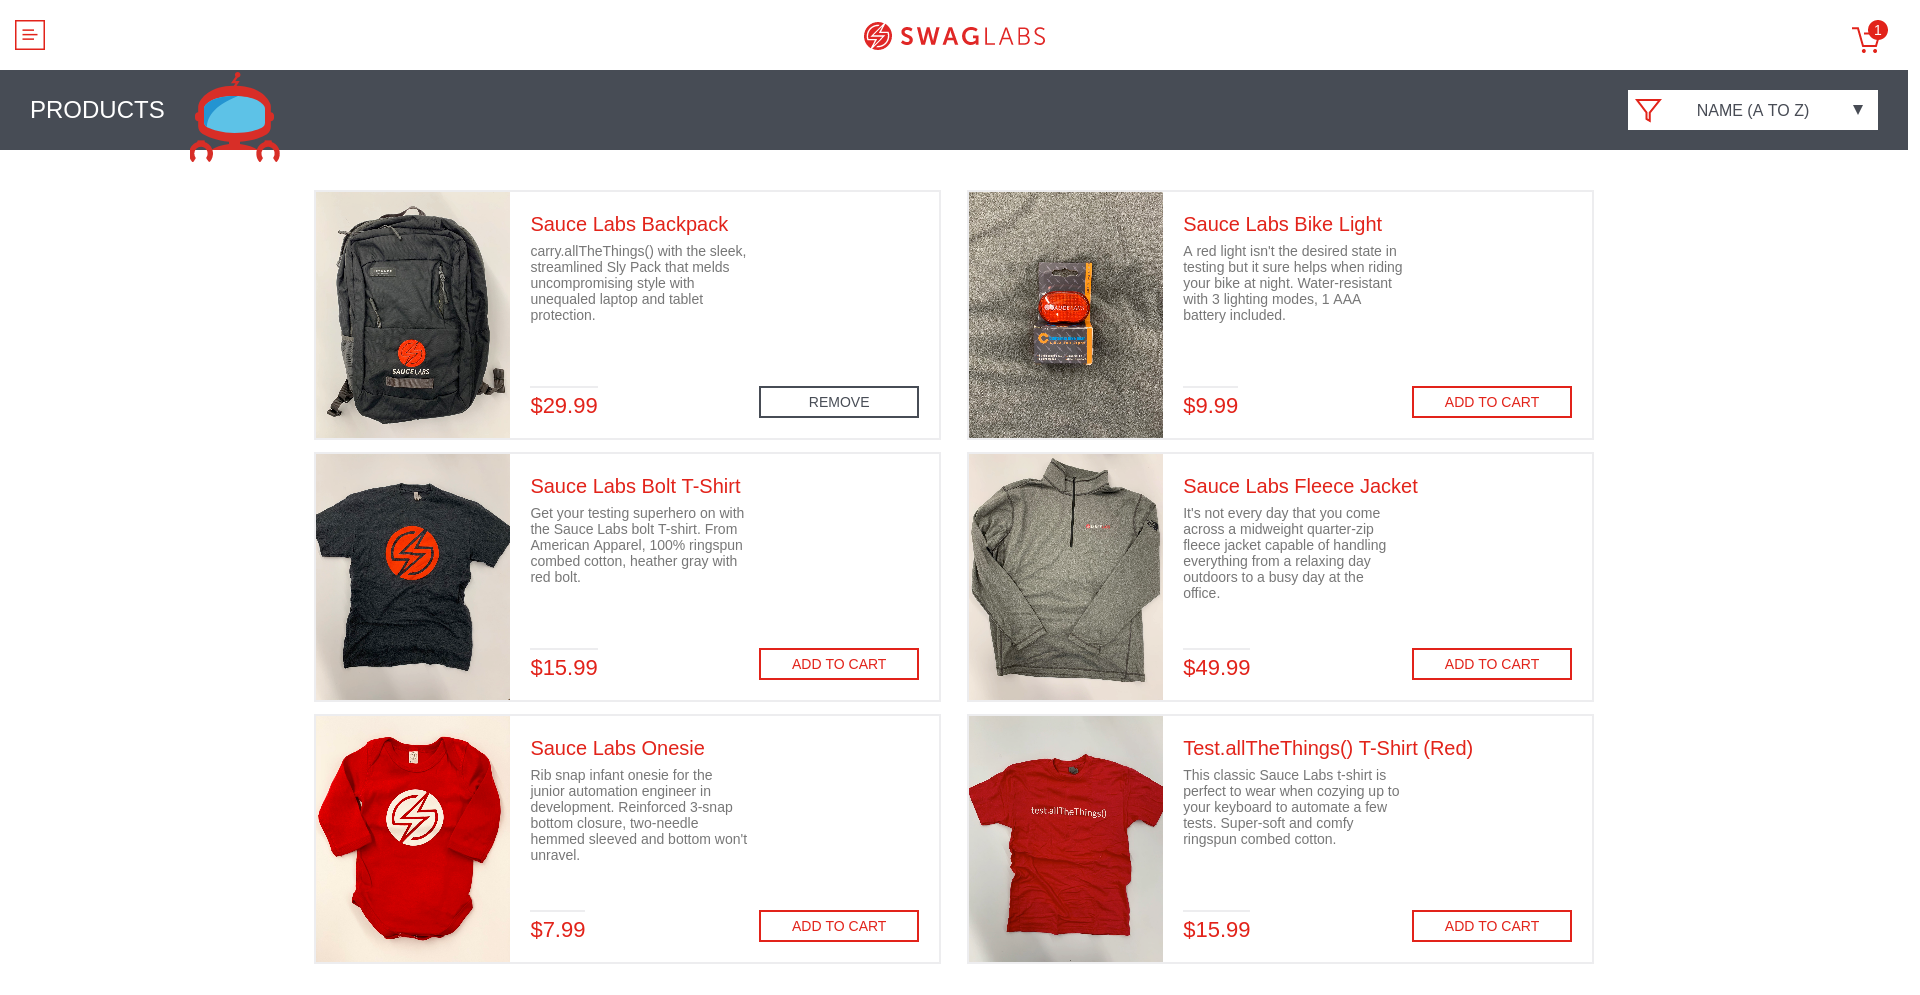 SWAGLABS
1
PRODUCTS
NAME (A TO Z)
Sauce Labs Backpack
carry.allTheThings() with the sleek,
streamlined Sly Pack that melds
uncompromising style with
unequaled laptop and tablet
protection.
$29.99
REMOVE
SAUCELABS
Sauce Labs Bike Light
A red light isn't the desired state in
testing but it sure helps when riding
your bike at night. Water-resistant
with 3 lighting modes, 1 AAA
battery included.
$9.99
ADD TO CART
SAUCELABS
Sauce Labs Bolt T-Shirt
Get your testing superhero on with
the Sauce Labs bolt T-shirt. From
American Apparel, 100% ringspun
combed cotton, heather gray with
red bolt.
$15.99
ADD TO CART
Sauce Labs Fleece Jacket
It's not every day that you come
across a midweight quarter-zip
fleece jacket capable of handling
everything from a relaxing day
outdoors to a busy day at the
office.
$49.99
ADD TO CART
Sauce Labs Onesie
Rib snap infant onesie for the
junior automation engineer in
development. Reinforced 3-snap
bottom closure, two-needle
hemmed sleeved and bottom won't
unravel.
$7.99
ADD TO CART
Test.allTheThings() T-Shirt (Red)
This classic Sauce Labs t-shirt is
perfect to wear when cozying up to
your keyboard to automate a few
tests. Super-soft and comfy
ringspun combed cotton.
$15.99
ADD TO CART
test.allTheThings()